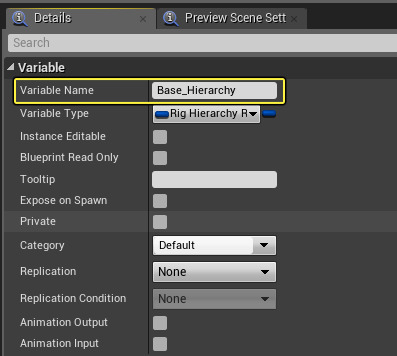 Details
Preview Scene Sett
Search
Variable
Variable Name Base_Hierarchy
Variable Type Rig Hierarchy R
Instance Editable
Blueprint Read Only
Tooltip
Expose on Spawn
Private
Category Default
Replication None
Replication Condition None
Animation Output
Animation Input